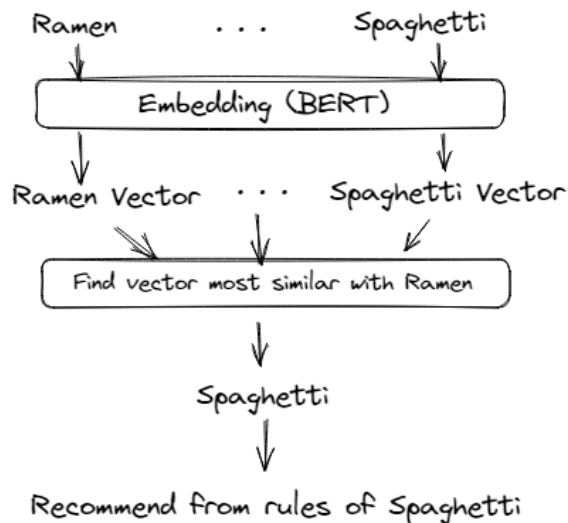 Ramen ... Spaghetti
Embedding (BERT)
Ramen Vector ... Spaghetti Vector
Find vector most similar with Ramen
Spaghetti
Recommend from rules of Spaghetti